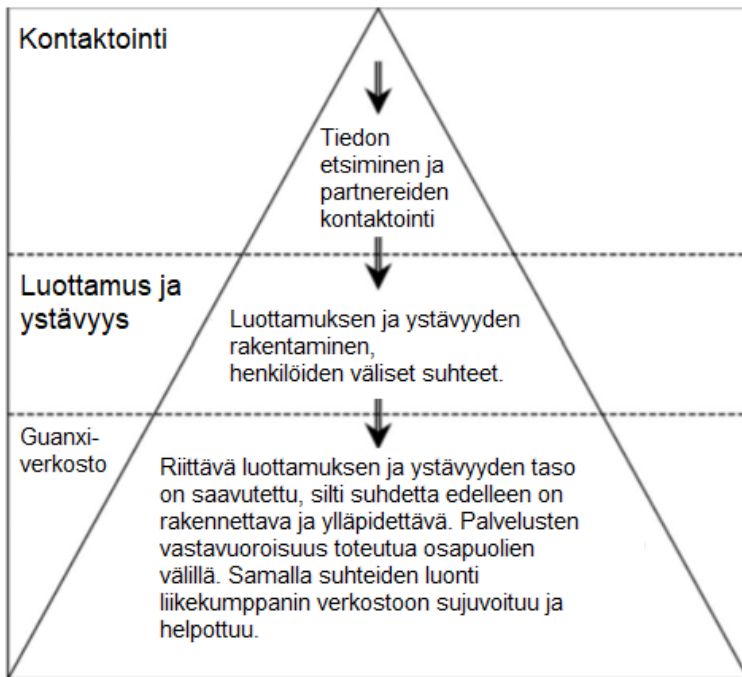 Kontaktointi
Tiedon
etsiminen ja
partnereiden
kontaktointi
Luottamus ja
ystävyys
Luottamuksen ja ystävyyden
rakentaminen,
henkilöiden väliset suhteet.
Guanxi-
verkosto
Riittävä luottamuksen ja ystävyyden taso
on saavutettu, silti suhdetta edelleen on
rakennettava ja ylläpidettävä. Palvelusten
vastavuoroisuus toteutua osapuolien
välillä. Samalla suhteiden luonti
liikekumppanin verkostoon sujuvoituu ja
helpottuu.